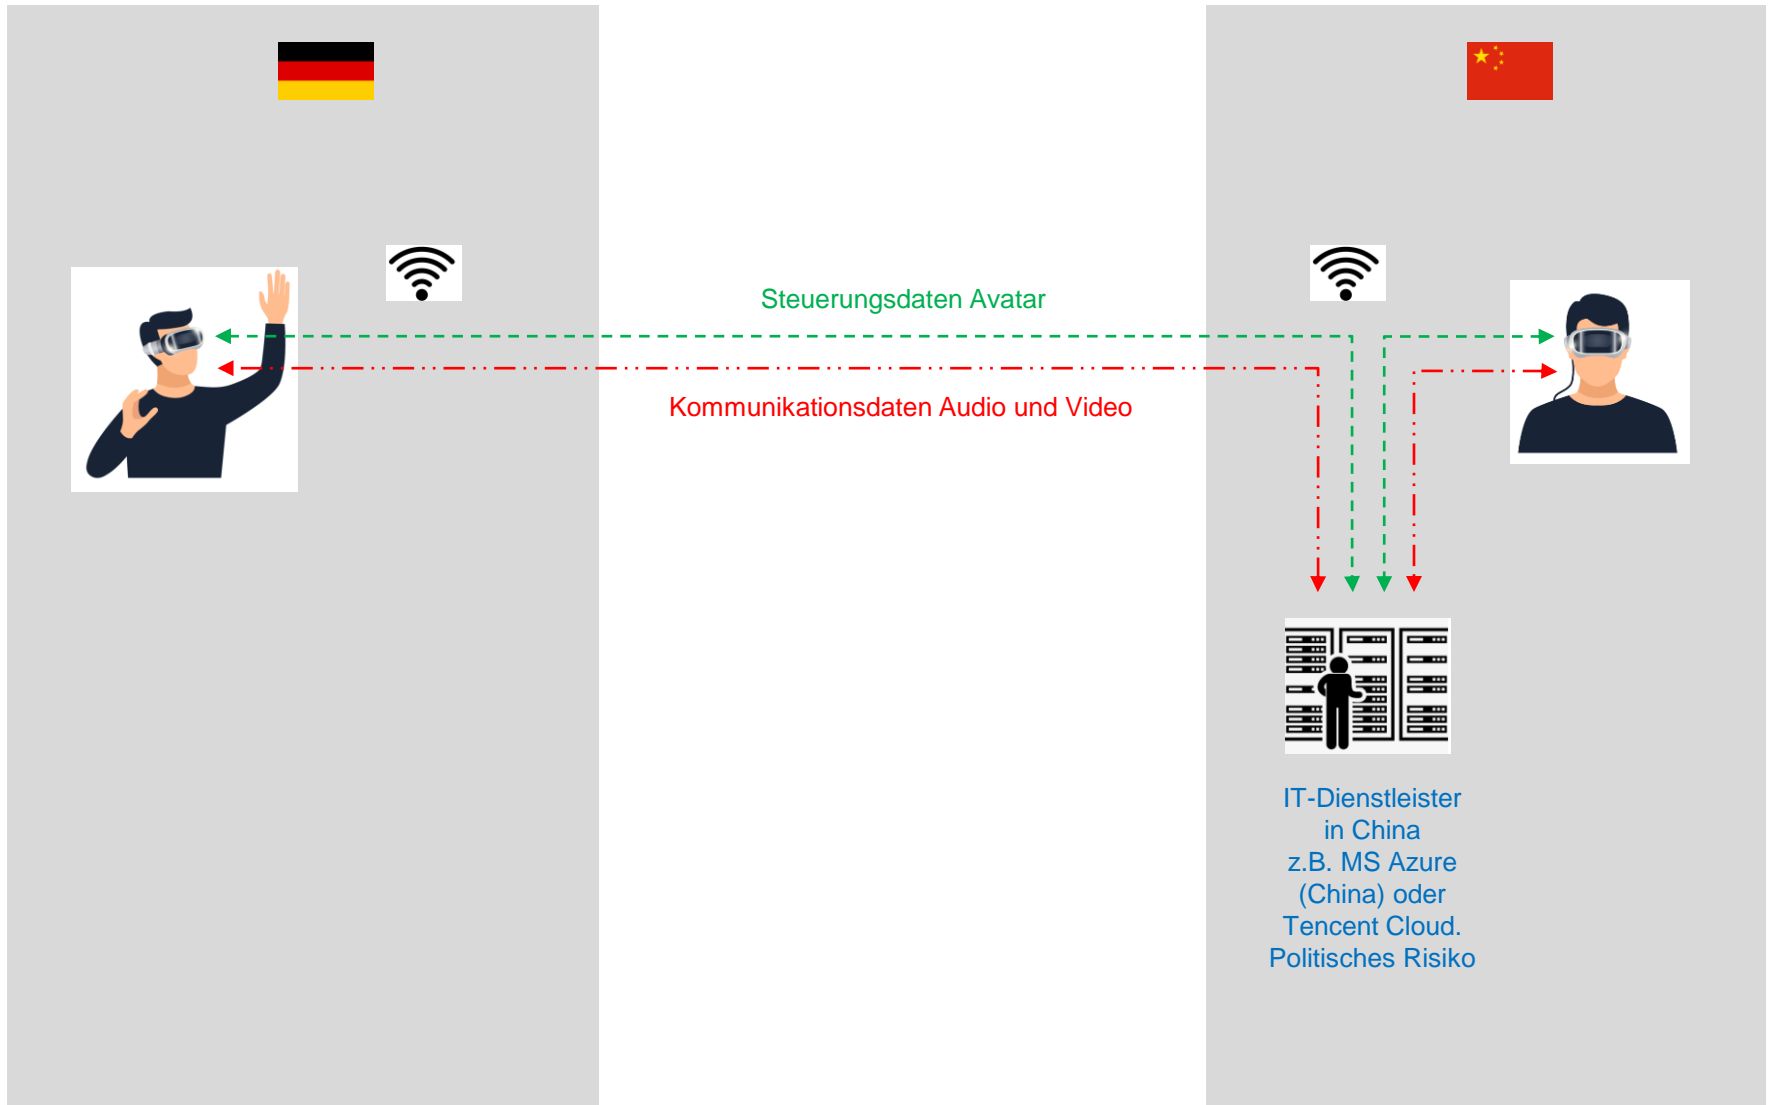 Steuerungsdaten Avatar
Kommunikationsdaten Audio und Video
IT-Dienstleister
in China
z.B. MS Azure
(China) oder
Tencent Cloud.
Politisches Risiko